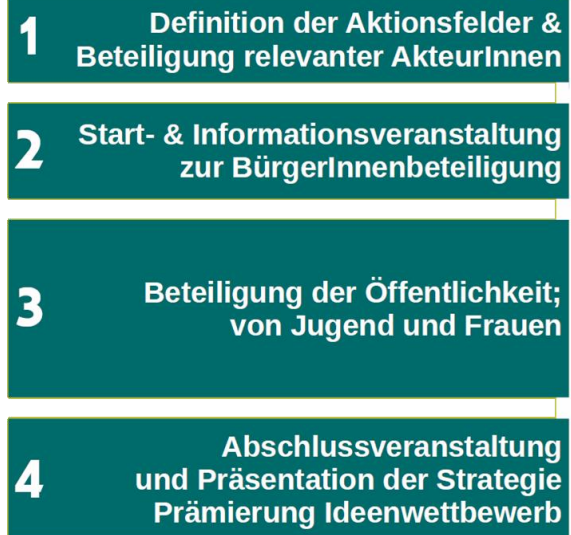 1
Definition der Aktionsfelder &
Beteiligung relevanter AkteurInnen
2
Start- & Informationsveranstaltung
zur BürgerInnenbeteiligung
3
Beteiligung der Öffentlichkeit;
von Jugend und Frauen
4
Abschlussveranstaltung
und Präsentation der Strategie
Prämierung Ideenwettbewerb